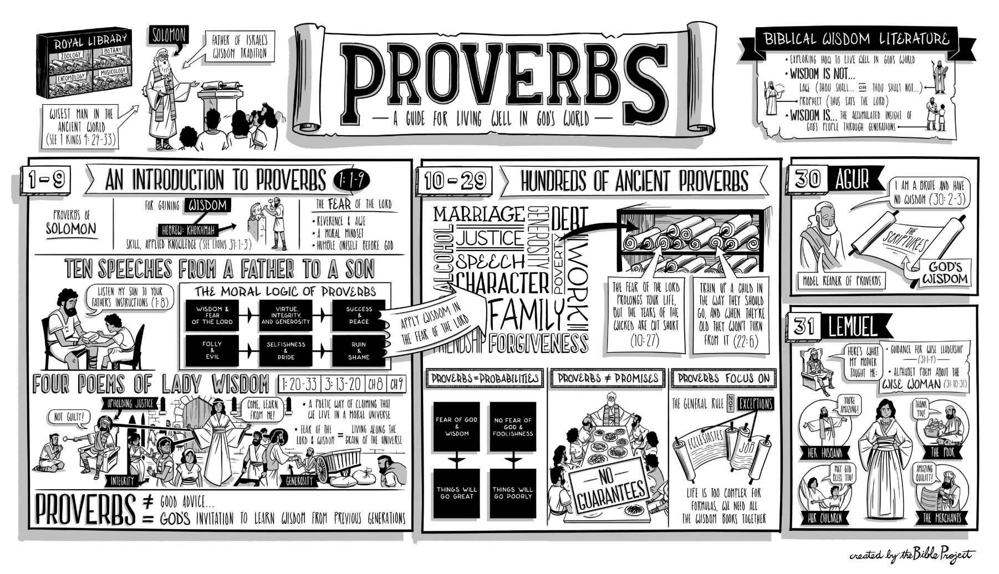 ROYAL LIBRARY
ZOOLOGY
BOTANY
ENTOMOLOGY
MUSICOLOGY
SOLOMON
FATHER OF ISRAEL'S
WISDOM TRADITION
WISEST MAN IN THE
ANCIENT WORLD
(SEE 1 KINGS 4: 29-33)
PROVERBS
— A GUIDE FOR LIVING WELL IN GOD'S WORLD —
BIBLICAL WISDOM LITERATURE
• EXPLORING HOW TO LIVE WELL IN GOD'S WORLD
• WISDOM IS NOT...
LAW (THOU SHALL... OR THOU SHALT NOT...)
PROPHECY (THUS SAYS THE LORD)
• WISDOM IS... THE ACCUMULATED INSIGHT OF
GOD'S PEOPLE THROUGH GENERATIONS
1-9
AN INTRODUCTION TO PROVERBS 1:1-9
PROVERBS OF
SOLOMON
FOR GAINING WISDOM
HEBREW: KHOKHMAH
SKILL, APPLIED KNOWLEDGE (SEE EXODUS 31:1-3)
THE FEAR OF THE LORD
• REVERENCE & AWE
• A MORAL MINDSET
• HUMBLE ONESELF BEFORE GOD
TEN SPEECHES FROM A FATHER TO A SON
LISTEN MY SON TO YOUR
FATHER'S INSTRUCTIONS (1:8)
THE MORAL LOGIC OF PROVERBS
WISDOM &
FEAR
OF THE LORD
VIRTUE,
INTEGRITY,
AND GENEROSITY
SUCCESS
&
PEACE
FOLLY
&
EVIL
SELFISHNESS
&
PRIDE
RUIN
&
SHAME
APPLY WISDOM IN
THE FEAR OF THE LORD
FOUR POEMS OF LADY WISDOM
1:20-33
3:13-20
CH 8
CH 9
UPHOLDING JUSTICE
NOT GUILTY!
COME, LEARN
FROM ME!
INTEGRITY
GENEROSITY
• A POETIC WAY OF CLAIMING THAT
WE LIVE IN A MORAL UNIVERSE
• FEAR OF THE
LORD & WISDOM
=
LIVING ALONG THE
GRAIN OF THE UNIVERSE
PROVERBS
≠ GOOD ADVICE...
= GOD'S INVITATION TO LEARN WISDOM FROM PREVIOUS GENERATIONS
10-29
HUNDREDS OF ANCIENT PROVERBS
MARRIAGE
GENEROSITY
DEBT
ALCOHOL
JUSTICE
SPEECH
POVERTY
WORK
CHARACTER
FAMILY
FRIENDSHIP
FORGIVENESS
THE FEAR OF THE LORD
PROLONGS YOUR LIFE,
BUT THE YEARS OF THE
WICKED ARE CUT SHORT
(10:27)
TRAIN UP A CHILD IN
THE WAY THEY SHOULD
GO, AND WHEN THEY'RE
OLD THEY WON'T TURN
FROM IT (22:6)
PROVERBS = PROBABILITIES
FEAR OF GOD
&
WISDOM
NO FEAR OF
GOD &
FOOLISHNESS
THINGS WILL
GO GREAT
THINGS WILL
GO POORLY
PROVERBS ≠ PROMISES
—NO—
GUARANTEES
PROVERBS FOCUS ON
THE GENERAL RULE NOT EXCEPTIONS
ECCLESIASTES
JOB
LIFE IS TOO COMPLEX FOR
FORMULAS, WE NEED ALL
THE WISDOM BOOKS TOGETHER
30
AGUR
I AM A BRUTE AND HAVE
NO WISDOM (30: 2-3)
THE
SCRIPTURES
MODEL READER OF PROVERBS
GOD'S
WISDOM
31
LEMUEL
HERE'S WHAT
MY MOTHER
TAUGHT ME:
• GUIDANCE FOR WISE LEADERSHIP
—(31:1-9)—
• ALPHABET POEM ABOUT THE
WISE WOMAN (31:10-31)
YOU'RE
AMAZING!
HER HUSBAND
THANK
YOU!
THE POOR
MAY GOD
BLESS YOU!
HER CHILDREN
AMAZING
QUALITY!
THE MERCHANTS
created by the Bible Project